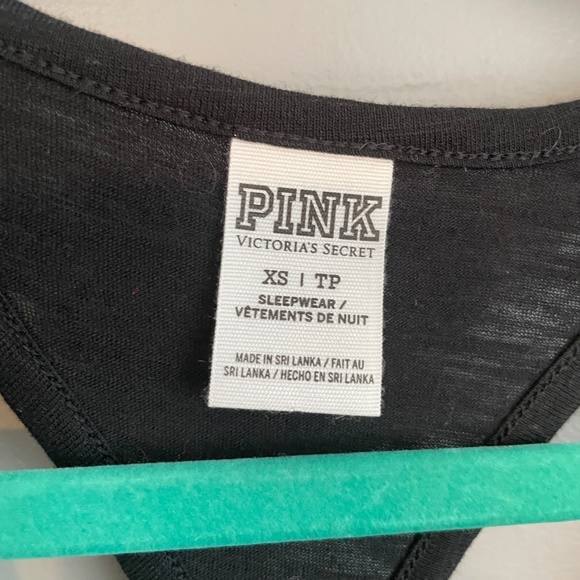 PINK
VICTORIA'S SECRET
XS | TP
SLEEPWEAR /
VÊTEMENTS DE NUIT
MADE IN SRI LANKA / FAIT AU
SRI LANKA / HECHO EN SRI LANKA